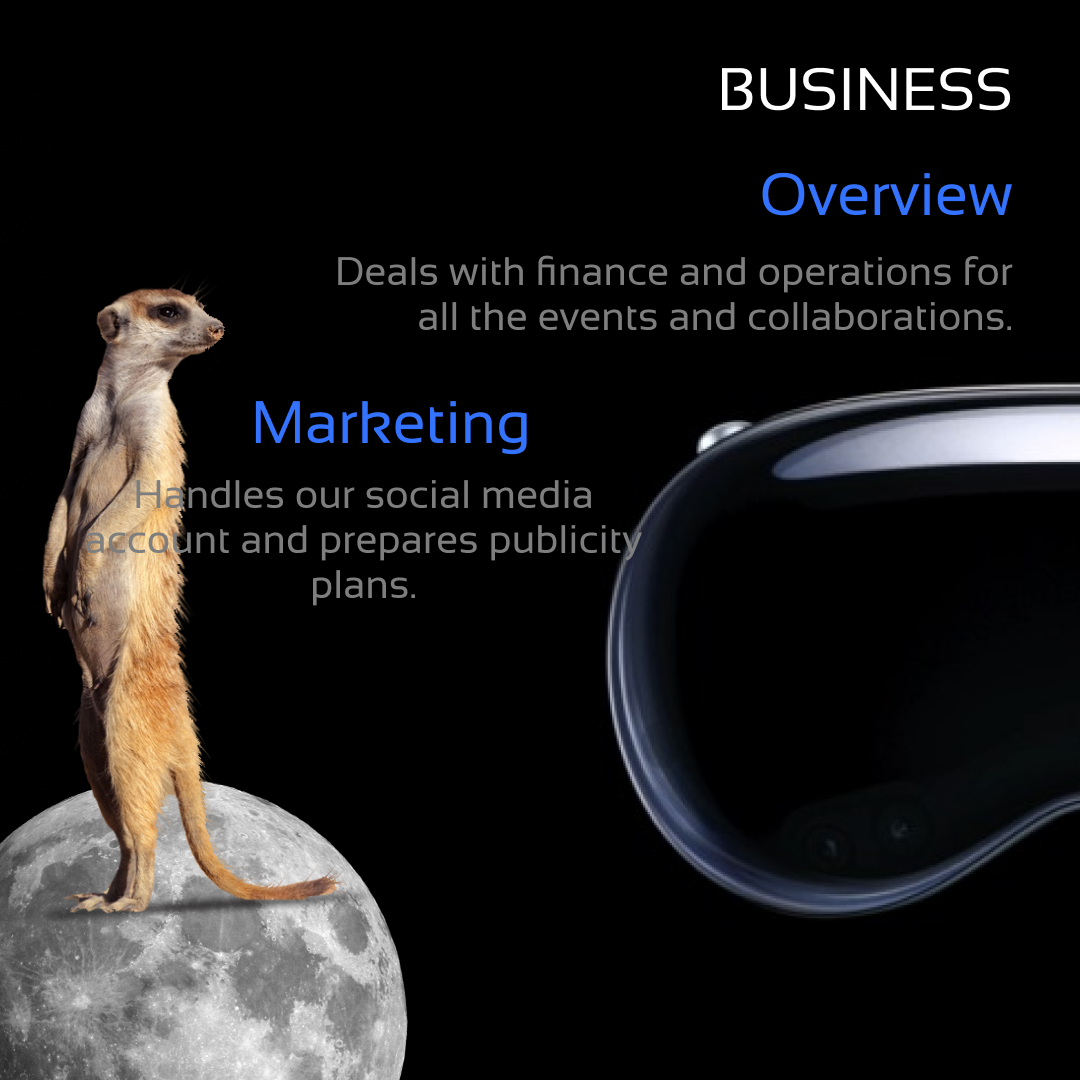 BUSINESS
Overview
Deals with finance and operations for
all the events and collaborations.
Marketing
Handles our social media
account and prepares publicity
plans.